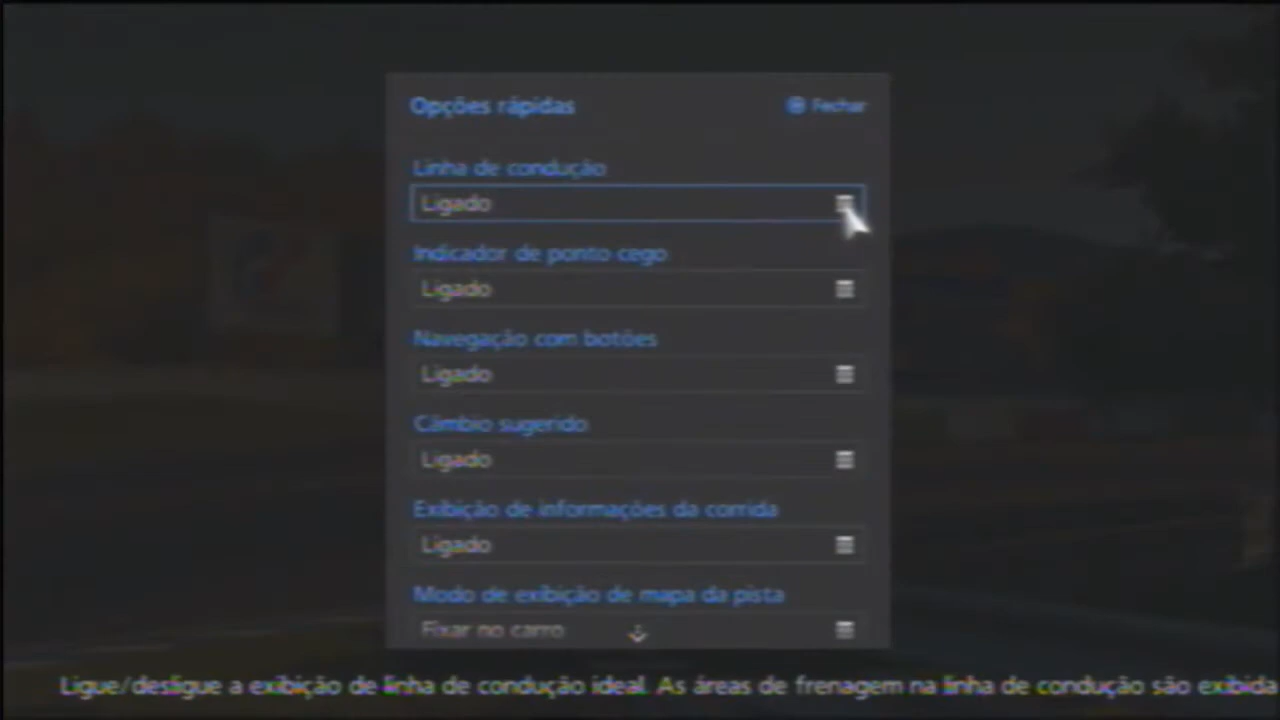 Opções rápidas
Fechar
Linha de condução
Ligado
Indicador de ponto cego
Ligado
Navegação com botões
Ligado
Câmbio sugerido
Ligado
Exibição de informações da corrida
Ligado
Modo de exibição de mapa da pista
Fixar no carro
Ligue/desligue a exibição de linha de condução ideal. As áreas de frenagem na linha de condução são exibida